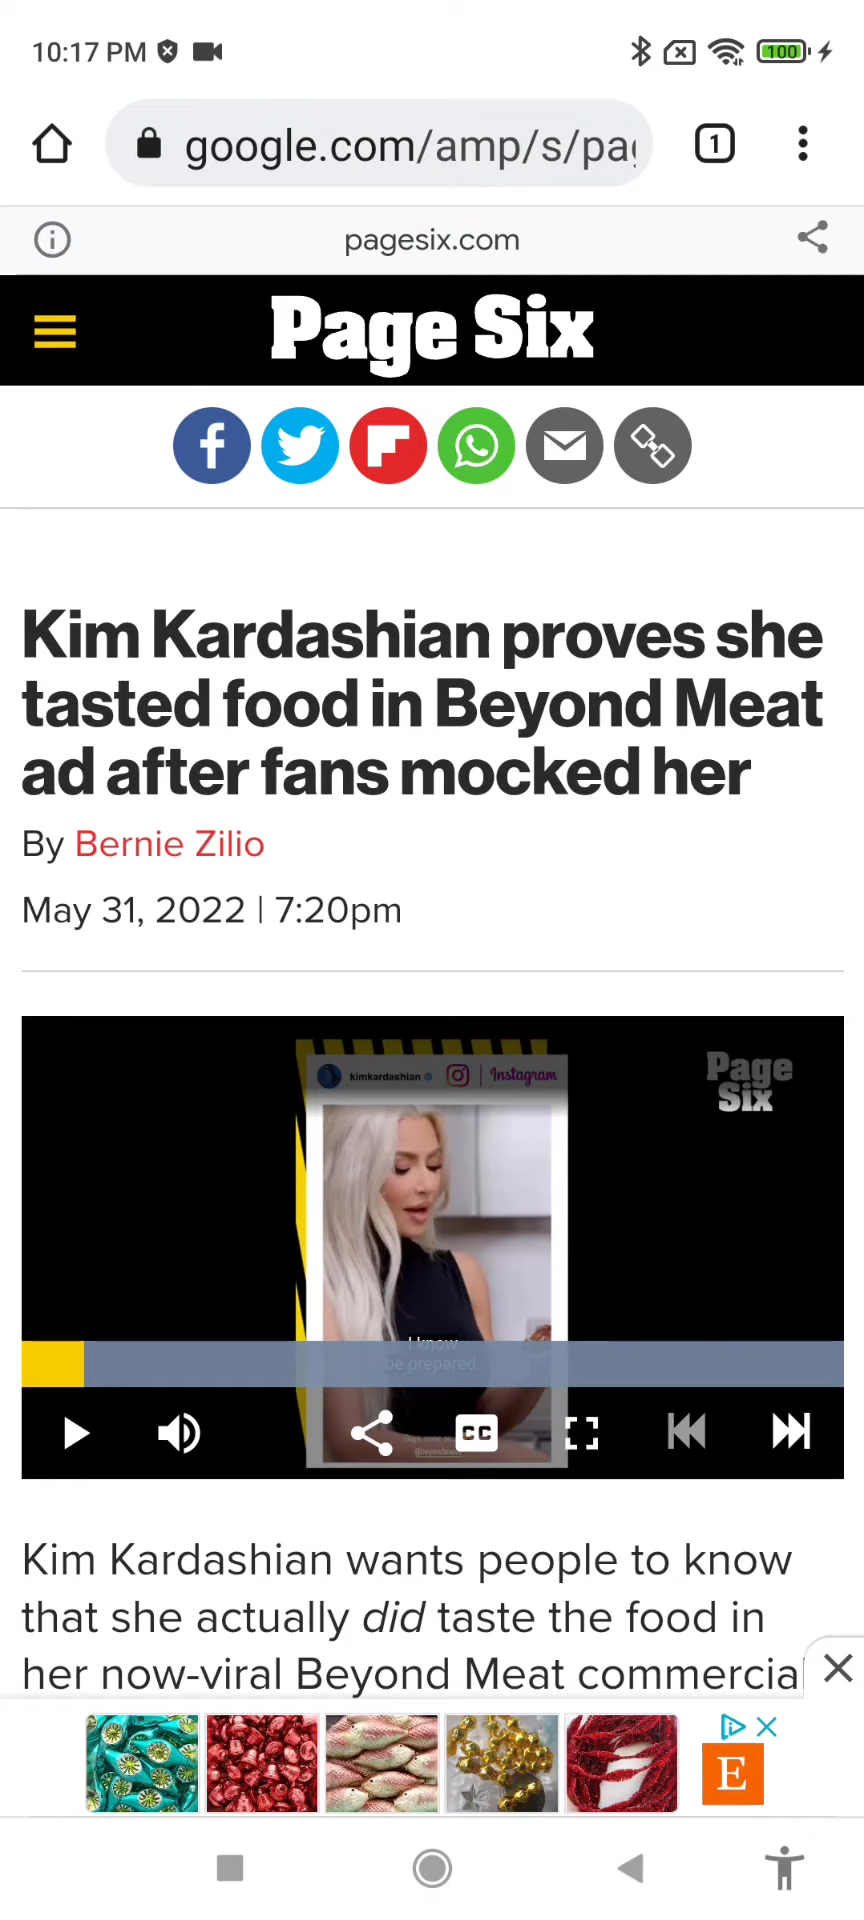 10:17 PM
100
google.com/amp/s/pag
1
pagesix.com
Page Six
Kim Kardashian proves she
tasted food in Beyond Meat
ad after fans mocked her
By Bernie Zilio
May 31, 2022 | 7:20pm
kimkardashian | Instagram
Page
Six
I know
be prepared.
CC
Kim Kardashian wants people to know
that she actually did taste the food in
her now-viral Beyond Meat commercial
E